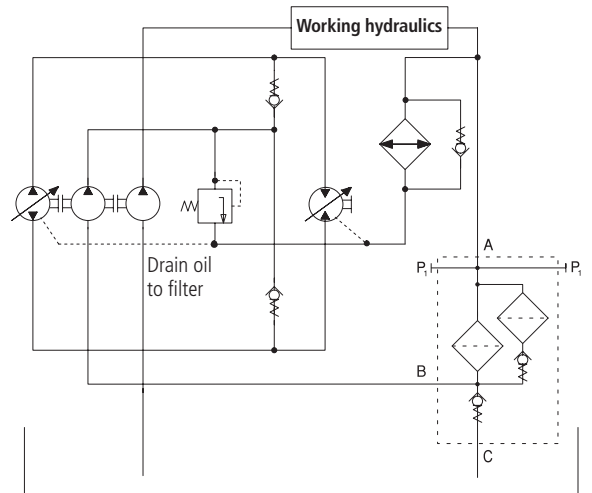 Working hydraulics
A
P1
P1
Drain oil
to filter
B
C